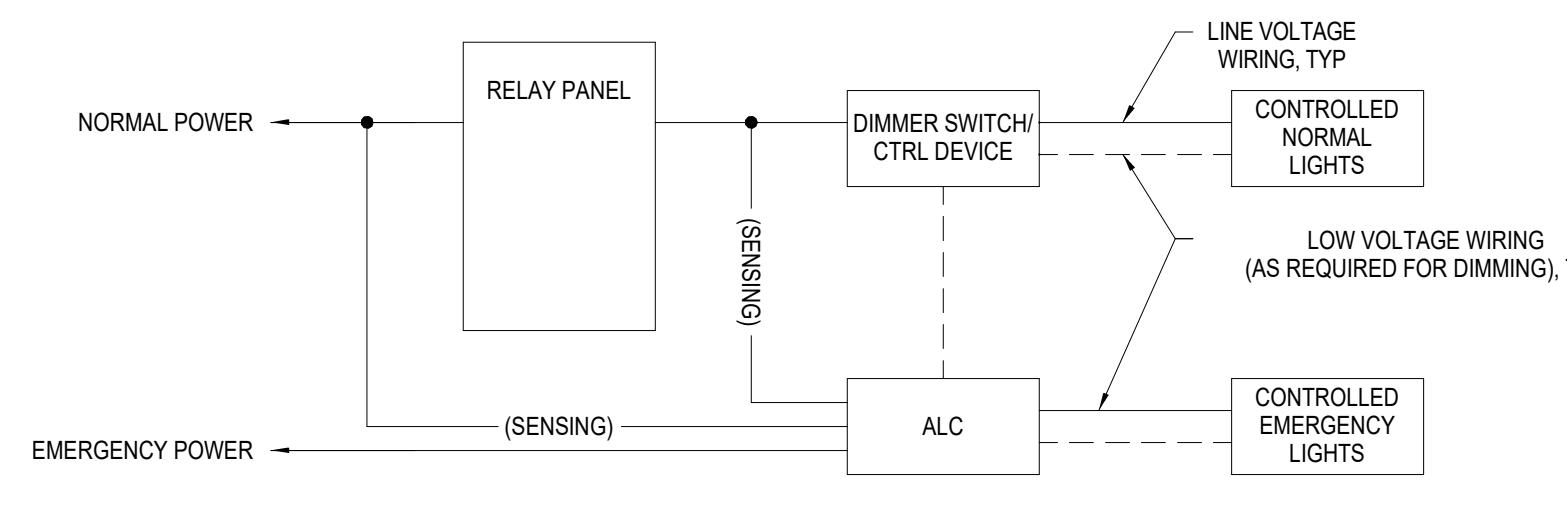 LINE VOLTAGE
WIRING, TYP
RELAY PANEL
NORMAL POWER
DIMMER SWITCH/
CTRL DEVICE
CONTROLLED
NORMAL
LIGHTS
(SENSING)
LOW VOLTAGE WIRING
(AS REQUIRED FOR DIMMING),
(SENSING)
EMERGENCY POWER
ALC
CONTROLLED
EMERGENCY
LIGHTS